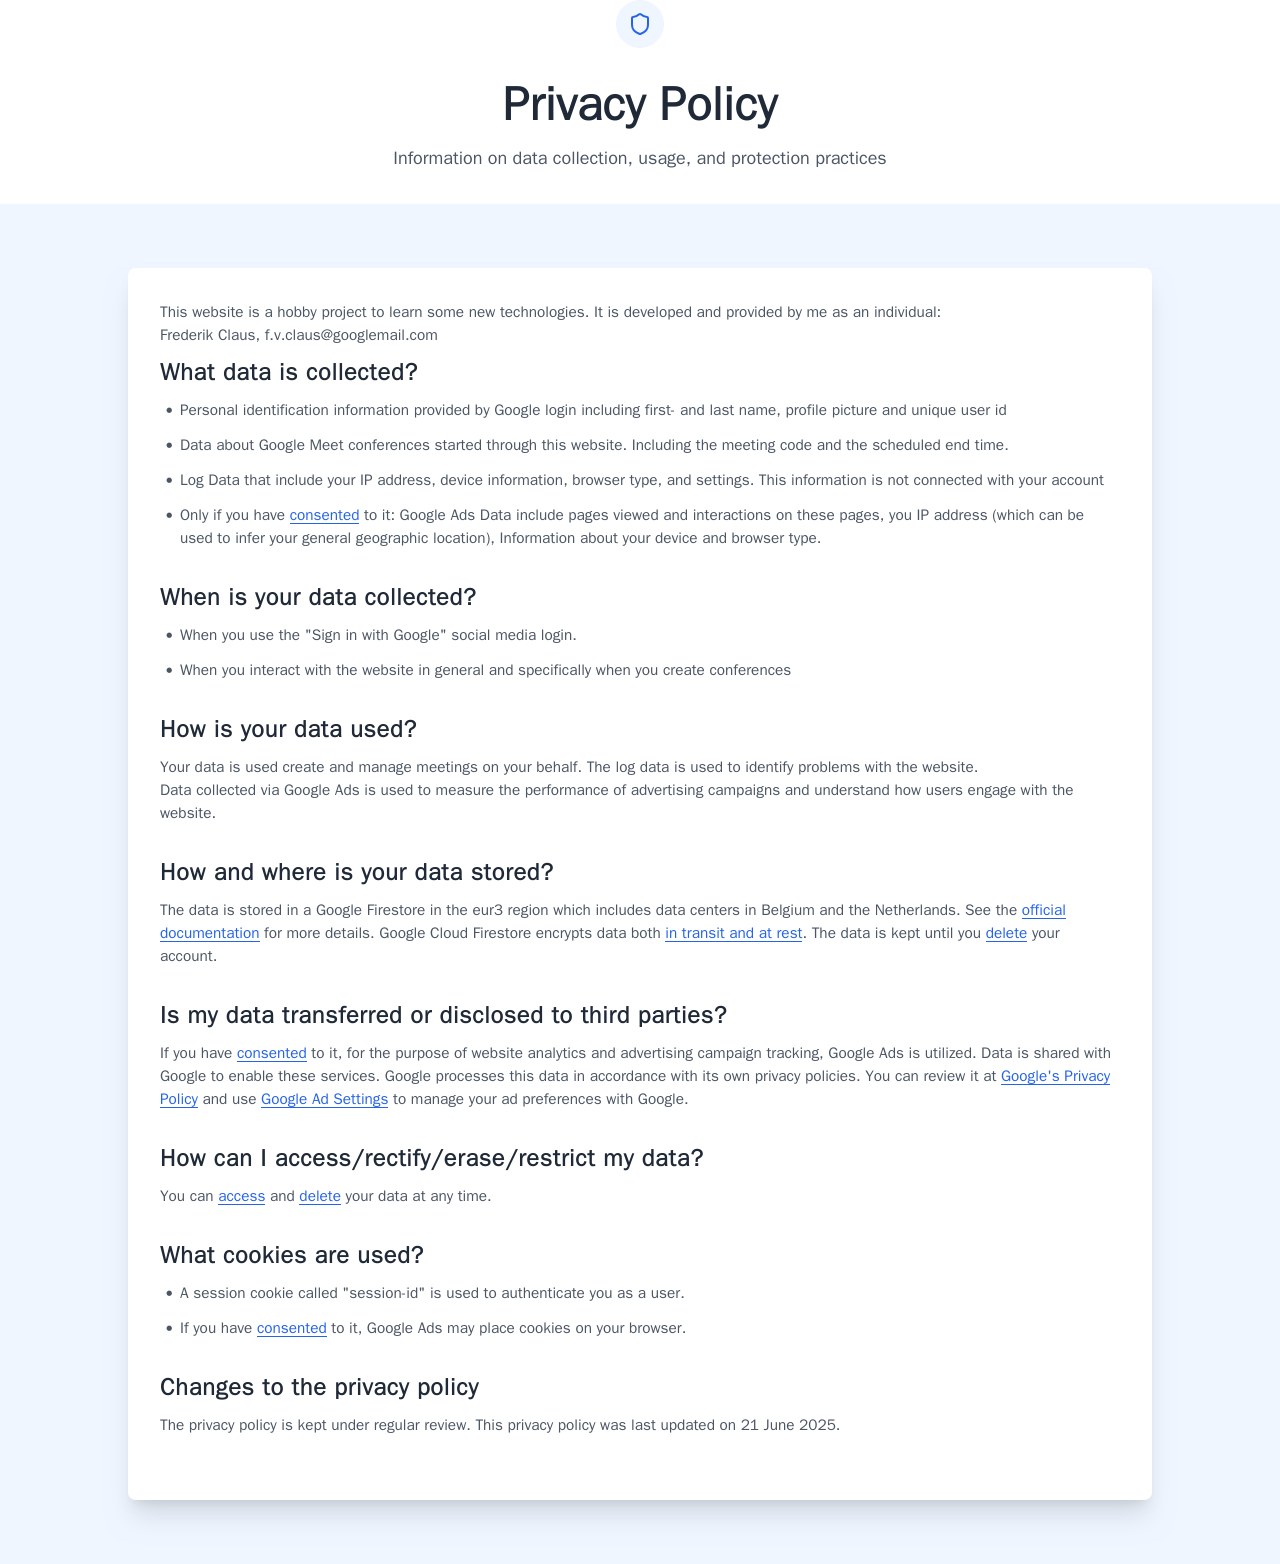 Privacy Policy
Information on data collection, usage, and protection practices
This website is a hobby project to learn some new technologies. It is developed and provided by me as an individual:
Frederik Claus, f.v.claus@googlemail.com
What data is collected?
• Personal identification information provided by Google login including first- and last name, profile picture and unique user id
• Data about Google Meet conferences started through this website. Including the meeting code and the scheduled end time.
• Log Data that include your IP address, device information, browser type, and settings. This information is not connected with your account
• Only if you have consented to it: Google Ads Data include pages viewed and interactions on these pages, you IP address (which can be
used to infer your general geographic location), Information about your device and browser type.
When is your data collected?
• When you use the "Sign in with Google" social media login.
• When you interact with the website in general and specifically when you create conferences
How is your data used?
Your data is used create and manage meetings on your behalf. The log data is used to identify problems with the website.
Data collected via Google Ads is used to measure the performance of advertising campaigns and understand how users engage with the
website.
How and where is your data stored?
The data is stored in a Google Firestore in the eur3 region which includes data centers in Belgium and the Netherlands. See the official
documentation for more details. Google Cloud Firestore encrypts data both in transit and at rest. The data is kept until you delete your
account.
Is my data transferred or disclosed to third parties?
If you have consented to it, for the purpose of website analytics and advertising campaign tracking, Google Ads is utilized. Data is shared with
Google to enable these services. Google processes this data in accordance with its own privacy policies. You can review it at Google's Privacy
Policy and use Google Ad Settings to manage your ad preferences with Google.
How can I access/rectify/erase/restrict my data?
You can access and delete your data at any time.
What cookies are used?
• A session cookie called "session-id" is used to authenticate you as a user.
• If you have consented to it, Google Ads may place cookies on your browser.
Changes to the privacy policy
The privacy policy is kept under regular review. This privacy policy was last updated on 21 June 2025.